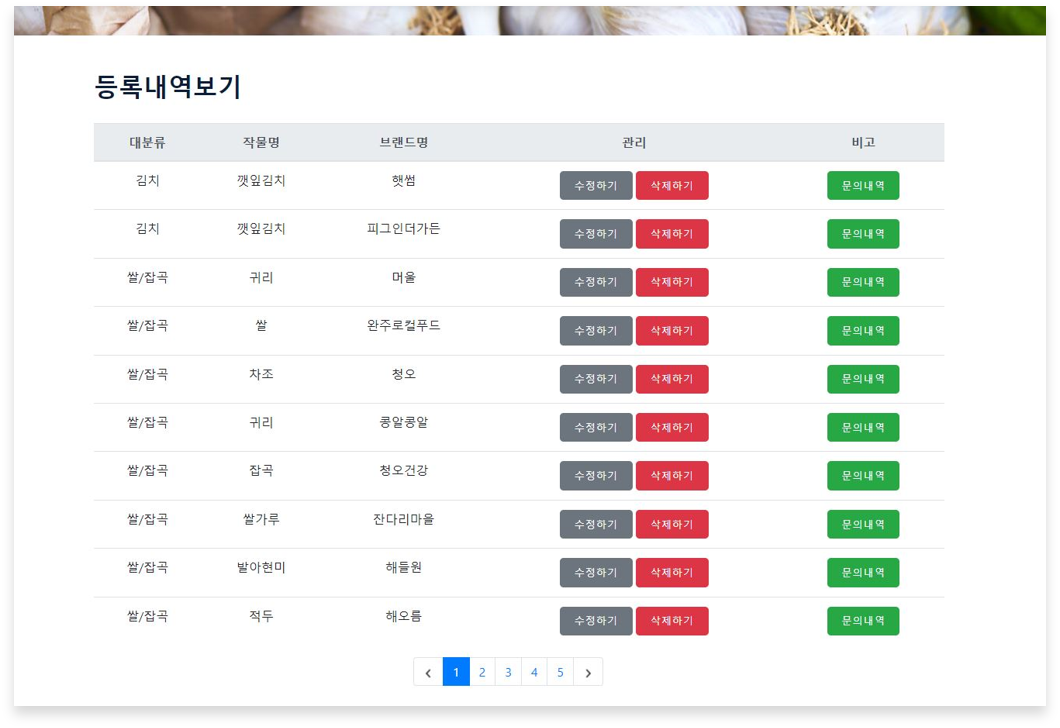 등록내역보기
대분류 작물명 브랜드명 관리 비고
김치 깻잎김치 햇썸 수정하기 삭제하기 문의내역
김치 깻잎김치 피그인더가든 수정하기 삭제하기 문의내역
쌀/잡곡 귀리 머울 수정하기 삭제하기 문의내역
쌀/잡곡 쌀 완주로컬푸드 수정하기 삭제하기 문의내역
쌀/잡곡 차조 청오 수정하기 삭제하기 문의내역
쌀/잡곡 귀리 콩알콩알 수정하기 삭제하기 문의내역
쌀/잡곡 잡곡 청오건강 수정하기 삭제하기 문의내역
쌀/잡곡 쌀가루 잔다리마을 수정하기 삭제하기 문의내역
쌀/잡곡 발아현미 해들원 수정하기 삭제하기 문의내역
쌀/잡곡 적두 해오름 수정하기 삭제하기 문의내역
‹ 1 2 3 4 5 ›